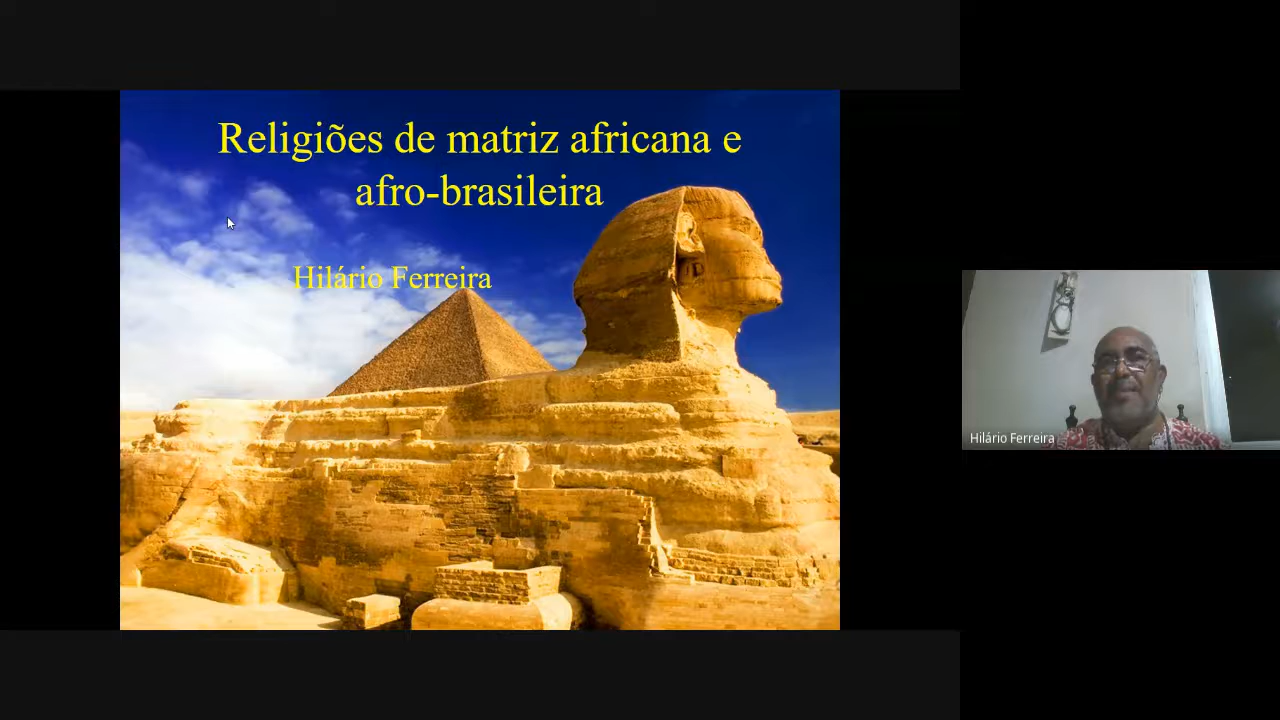 Religiões de matriz africana e
afro-brasileira
Hilário Ferreira
Hilário Ferreira